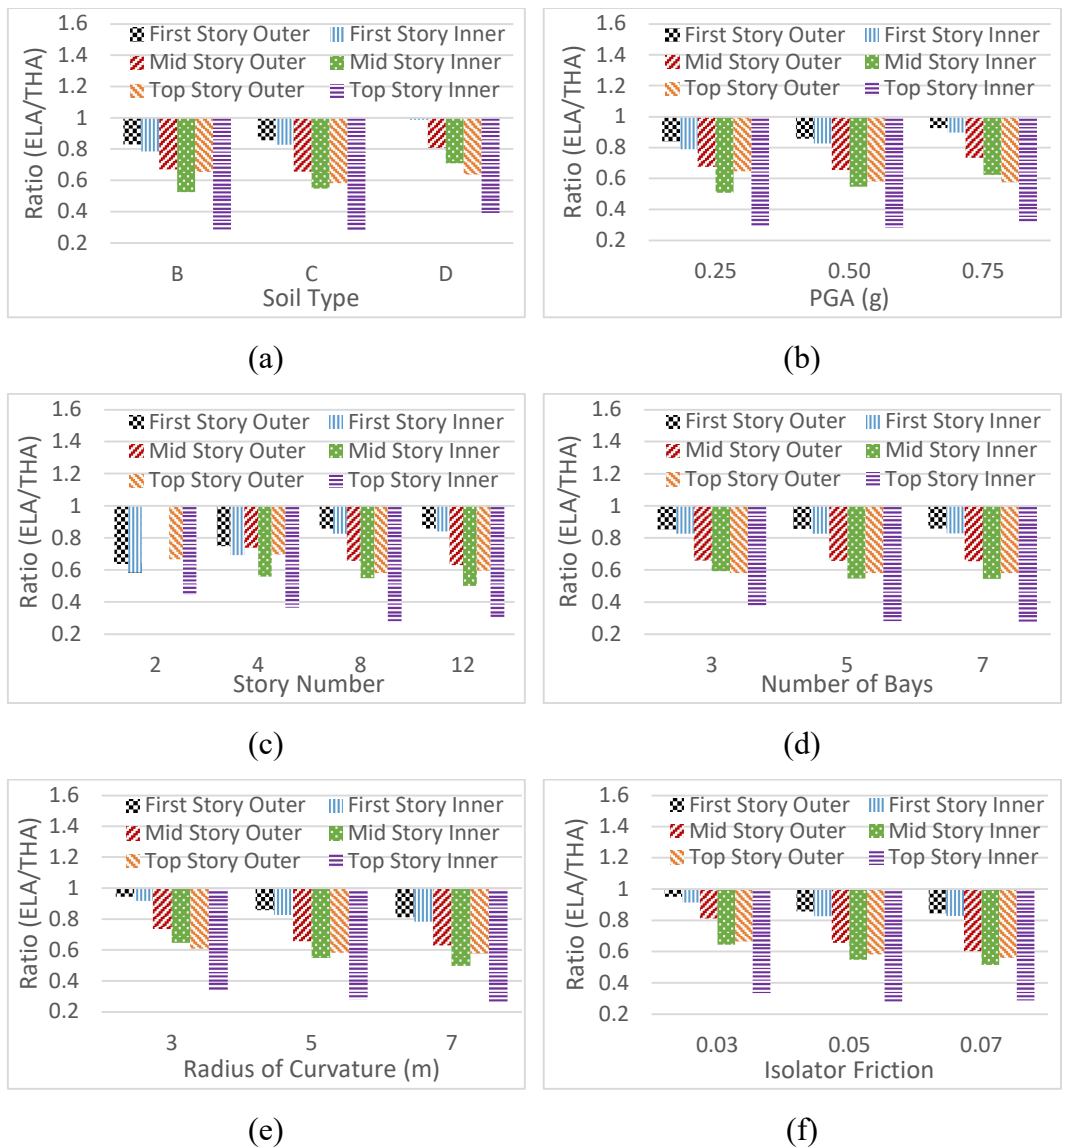 1.6
1.4
1.2
1
0.8
0.6
0.4
0.2
Ratio (ELA/THA)
First Story Outer First Story Inner
Mid Story Outer Mid Story Inner
Top Story Outer Top Story Inner
B C D
Soil Type
(a)
1.6
1.4
1.2
1
0.8
0.6
0.4
0.2
Ratio (ELA/THA)
First Story Outer First Story Inner
Mid Story Outer Mid Story Inner
Top Story Outer Top Story Inner
0.25 0.50 0.75
PGA (g)
(b)
1.6
1.4
1.2
1
0.8
0.6
0.4
0.2
Ratio (ELA/THA)
First Story Outer First Story Inner
Mid Story Outer Mid Story Inner
Top Story Outer Top Story Inner
2 4 8 12
Story Number
(c)
1.6
1.4
1.2
1
0.8
0.6
0.4
0.2
Ratio (ELA/THA)
First Story Outer First Story Inner
Mid Story Outer Mid Story Inner
Top Story Outer Top Story Inner
3 5 7
Number of Bays
(d)
1.6
1.4
1.2
1
0.8
0.6
0.4
0.2
Ratio (ELA/THA)
First Story Outer First Story Inner
Mid Story Outer Mid Story Inner
Top Story Outer Top Story Inner
3 5 7
Radius of Curvature (m)
(e)
1.6
1.4
1.2
1
0.8
0.6
0.4
0.2
Ratio (ELA/THA)
First Story Outer First Story Inner
Mid Story Outer Mid Story Inner
Top Story Outer Top Story Inner
0.03 0.05 0.07
Isolator Friction
(f)